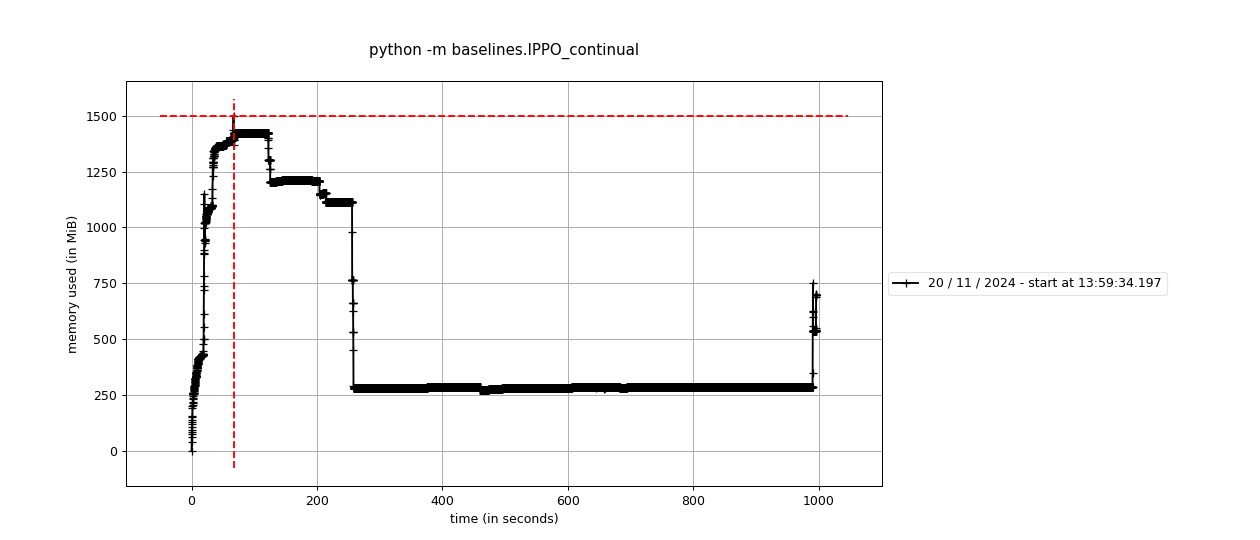 python -m baselines.IPPO_continual
1500
1250
1000
750
500
250
0
memory used (in MiB)
0 200 400 600 800 1000
time (in seconds)
20 / 11 / 2024 - start at 13:59:34.197